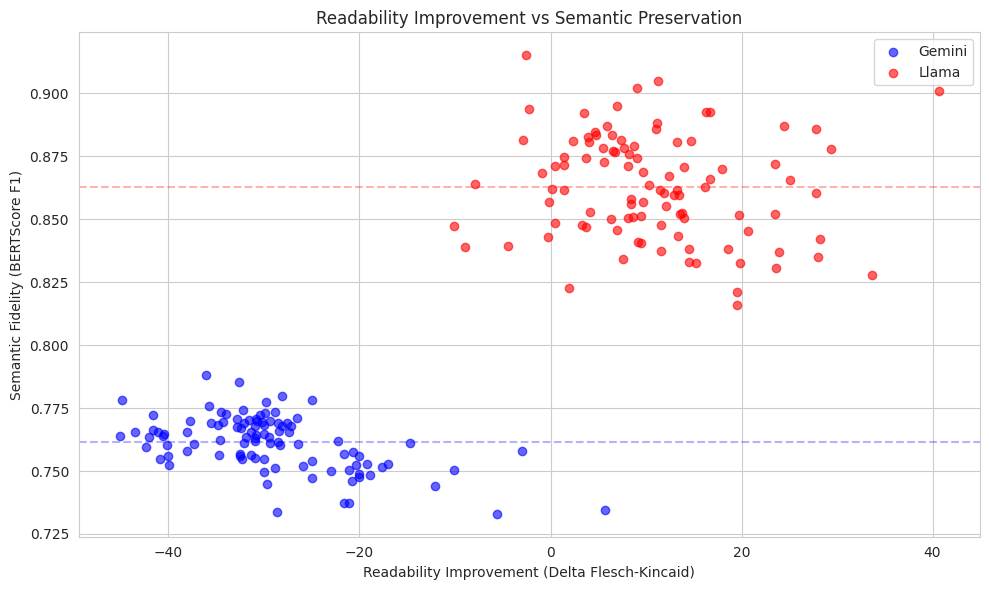 Readability Improvement vs Semantic Preservation
Gemini
Llama
Semantic Fidelity (BERTScore F1)
0.900
0.875
0.850
0.825
0.800
0.775
0.750
0.725
−40
−20
0
20
40
Readability Improvement (Delta Flesch-Kincaid)